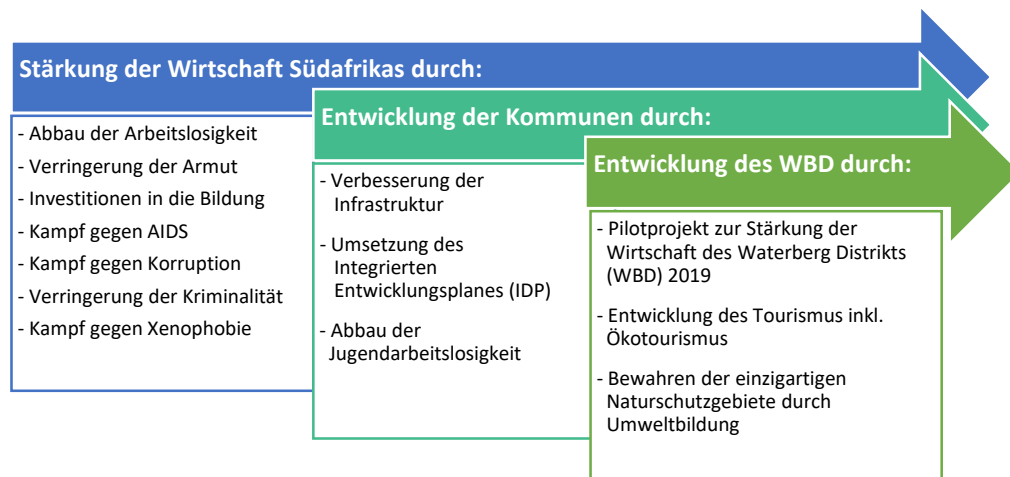 Stärkung der Wirtschaft Südafrikas durch:
- Abbau der Arbeitslosigkeit
- Verringerung der Armut
- Investitionen in die Bildung
- Kampf gegen AIDS
- Kampf gegen Korruption
- Verringerung der Kriminalität
- Kampf gegen Xenophobie
Entwicklung der Kommunen durch:
- Verbesserung der
Infrastruktur
- Umsetzung des
Integrierten
Entwicklungsplanes (IDP)
- Abbau der
Jugendarbeitslosigkeit
Entwicklung des WBD durch:
- Pilotprojekt zur Stärkung der
Wirtschaft des Waterberg Distrikts
(WBD) 2019
- Entwicklung des Tourismus inkl.
Ökotourismus
- Bewahren der einzigartigen
Naturschutzgebiete durch
Umweltbildung